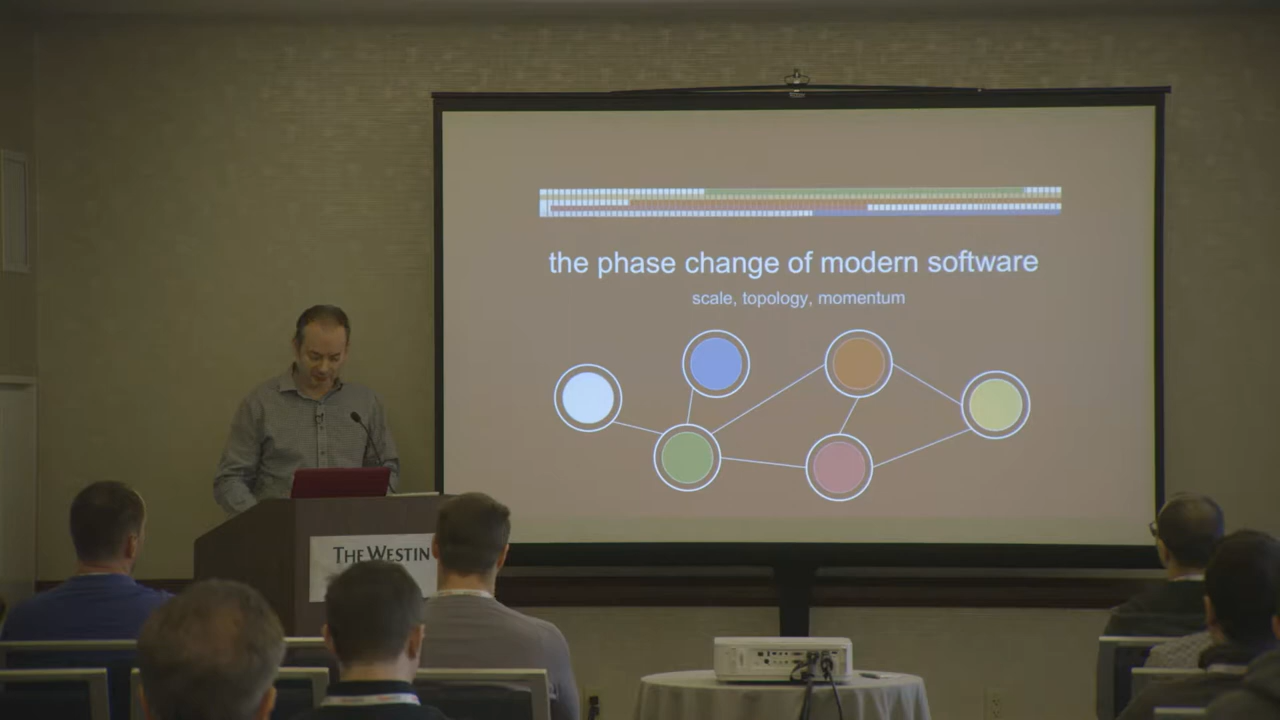 the phase change of modern software
scale, topology, momentum
THE WESTIN